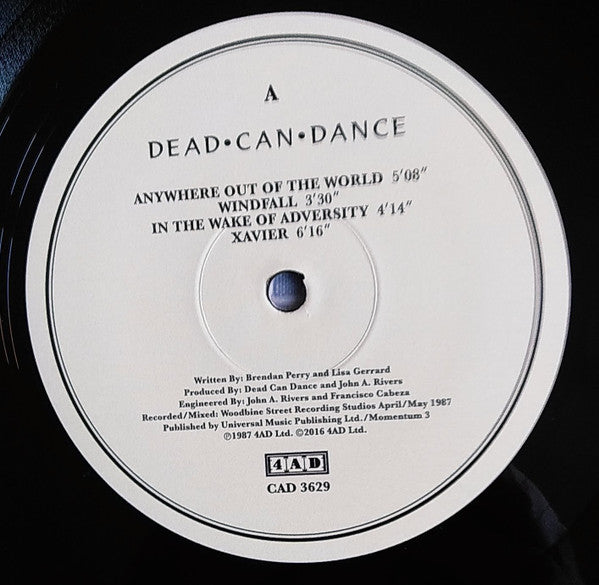 A
DEAD•CAN•DANCE
ANYWHERE OUT OF THE WORLD 5'08"
WINDFALL 3'30"
IN THE WAKE OF ADVERSITY 4'14"
XAVIER 6'16"
Written By: Brendan Perry and Lisa Gerrard
Produced By: Dead Can Dance and John A. Rivers
Engineered By: John A. Rivers and Francisco Cabeza
Recorded/Mixed: Woodbine Street Recording Studios April/May 1987
Published by Universal Music Publishing Ltd./Momentum 3
℗1987 4AD Ltd. ©2016 4AD Ltd.
4AD
CAD 3629